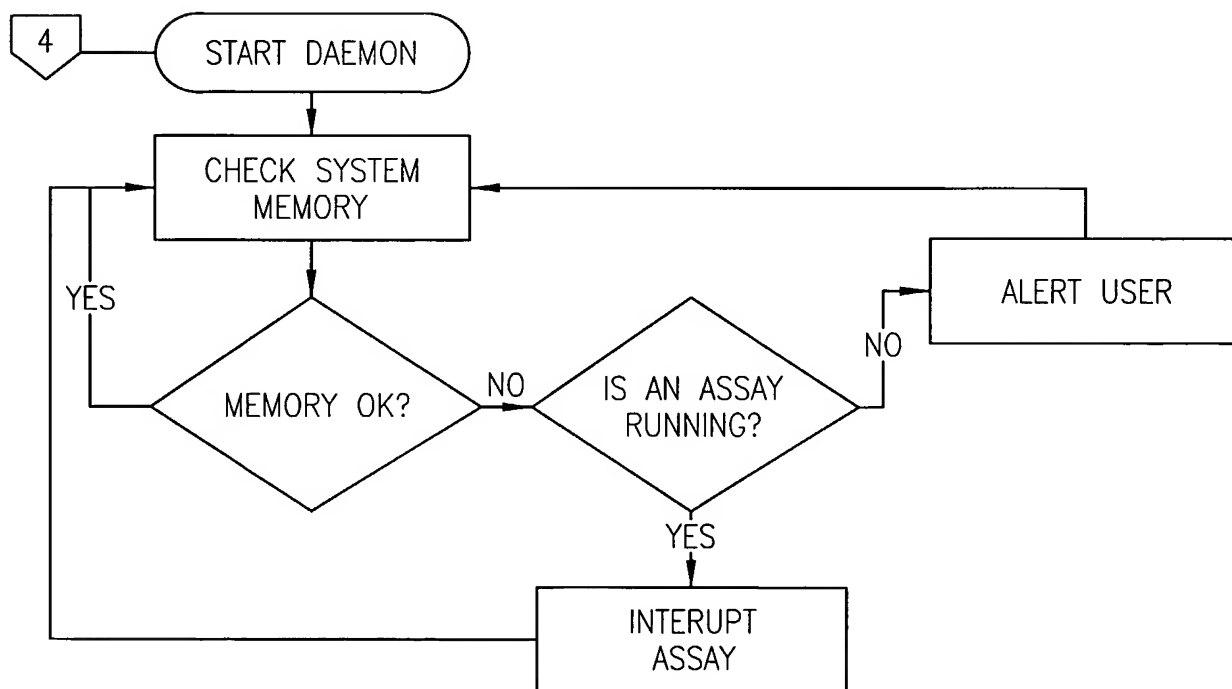 4
START DAEMON
CHECK SYSTEM
MEMORY
YES
MEMORY OK?
NO
IS AN ASSAY
RUNNING?
NO
ALERT USER
YES
INTERUPT
ASSAY